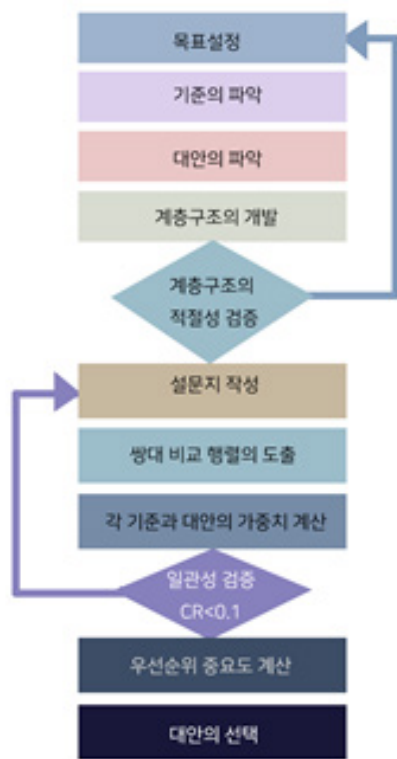 목표설정
기준의 파악
대안의 파악
계층구조의 개발
계층구조의
적절성 검증
설문지 작성
쌍대 비교 행렬의 도출
각 기준과 대안의 가중치 계산
일관성 검증
CR<0.1
우선순위 중요도 계산
대안의 선택